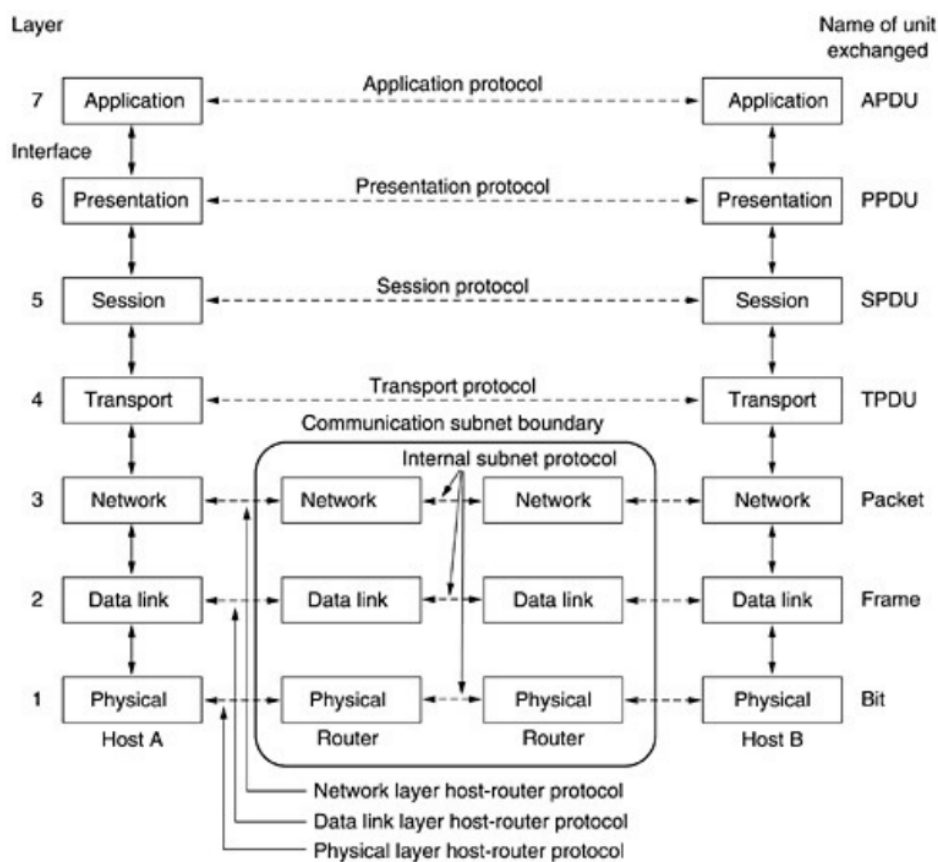 Layer
Name of unit
exchanged
7 Application Application protocol Application APDU
Interface
6 Presentation Presentation protocol Presentation PPDU
5 Session Session protocol Session SPDU
4 Transport Transport protocol Transport TPDU
Communication subnet boundary
Internal subnet protocol
3 Network Network Network Network Packet
2 Data link Data link Data link Data link Frame
1 Physical Physical Physical Physical Bit
Host A Router Router Host B
Network layer host-router protocol
Data link layer host-router protocol
Physical layer host-router protocol